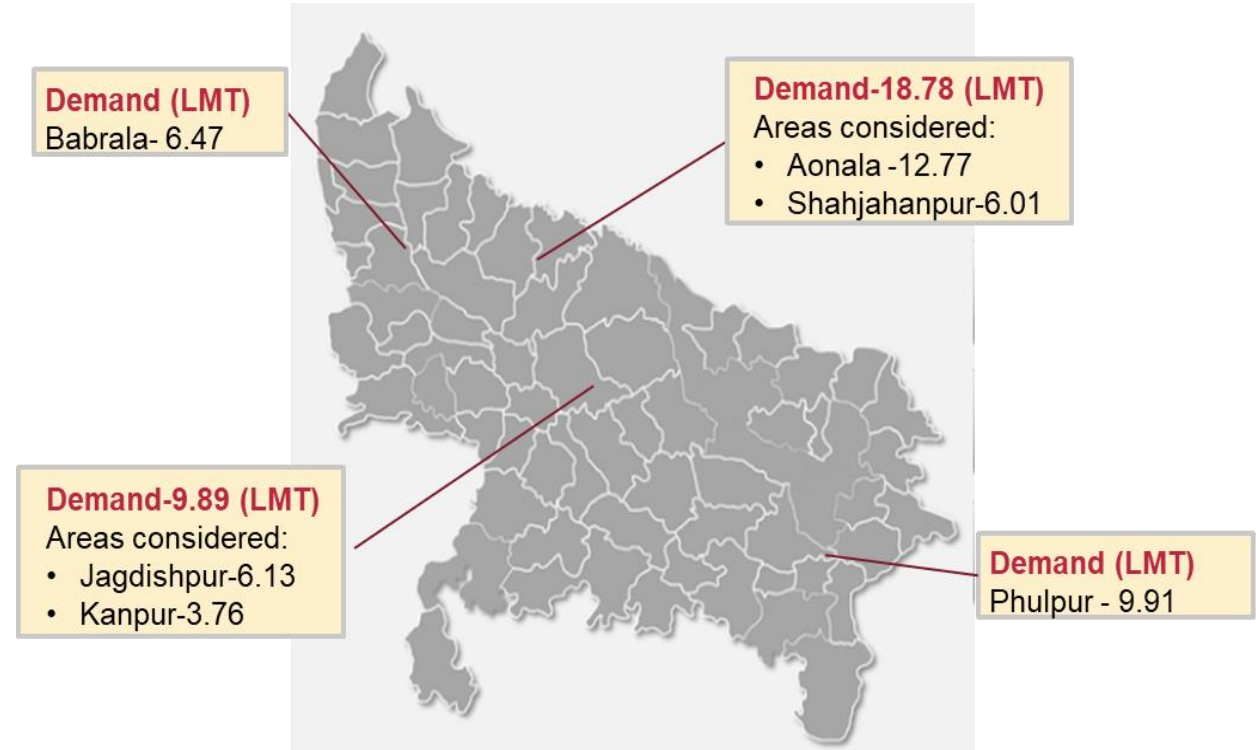 Demand (LMT)
Babrala- 6.47
Demand-18.78 (LMT)
Areas considered:
• Aonala -12.77
• Shahjahanpur-6.01
Demand-9.89 (LMT)
Areas considered:
• Jagdishpur-6.13
• Kanpur-3.76
Demand (LMT)
Phulpur - 9.91